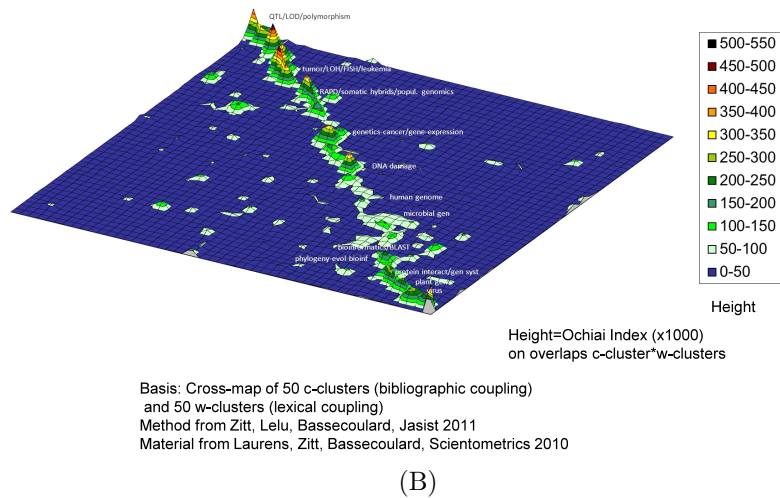 QTL/LOD/polymorphism
tumor/LOH/FISH/leukemia
RAPD/somatic hybrids/popul. genomics
genetics-cancer/gene-expression
DNA damage
human genome
microbial gen
bioinformatics/BLAST
phylogeny-evol-bioinf
protein interact/gen syst
plant gen
virus
500-550
450-500
400-450
350-400
300-350
250-300
200-250
150-200
100-150
50-100
0-50
Height
Height=Ochiai Index (x1000)
on overlaps c-cluster*w-clusters
Basis: Cross-map of 50 c-clusters (bibliographic coupling)
and 50 w-clusters (lexical coupling)
Method from Zitt, Lelu, Bassecoulard, Jasist 2011
Material from Laurens, Zitt, Bassecoulard, Scientometrics 2010
(B)